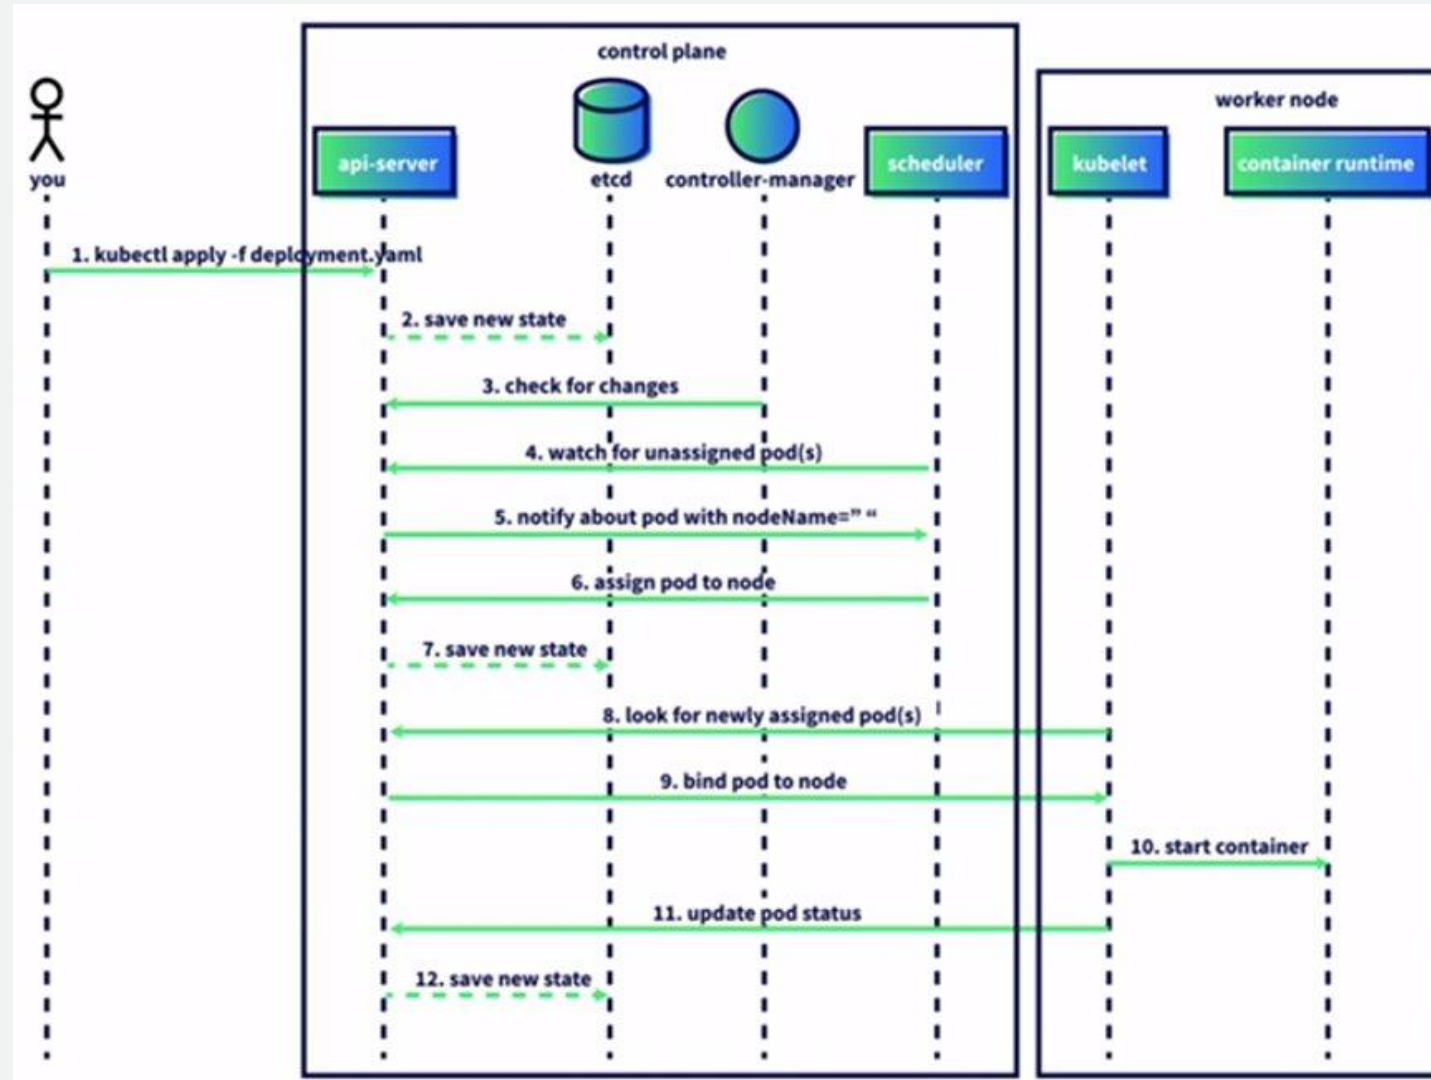 control plane
worker node
you
api-server
etcd
controller-manager
scheduler
kubelet
container runtime
1. kubectl apply -f deployment.yaml
2. save new state
3. check for changes
4. watch for unassigned pod(s)
5. notify about pod with nodeName=” “
6. assign pod to node
7. save new state
8. look for newly assigned pod(s)
9. bind pod to node
10. start container
11. update pod status
12. save new state